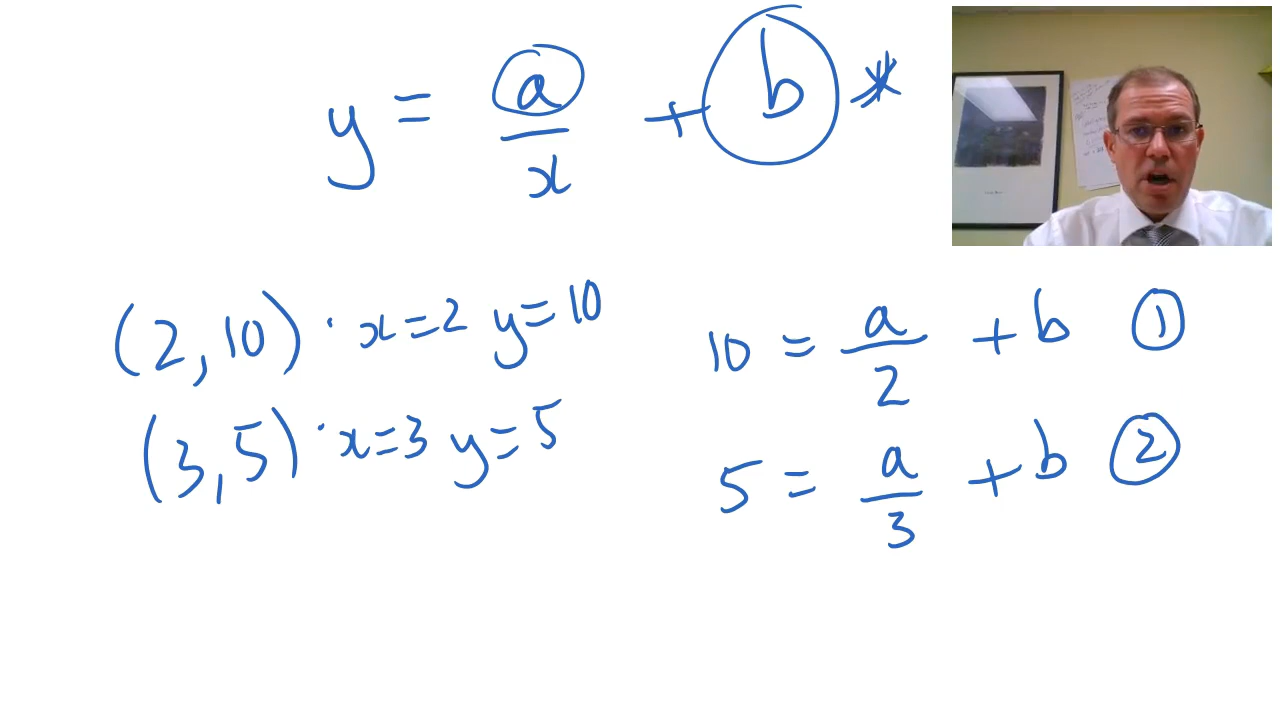 y = a/x + b *
(2,10) · x=2 y=10
(3,5) · x=3 y=5
10 = a/2 + b ①
5 = a/3 + b ②